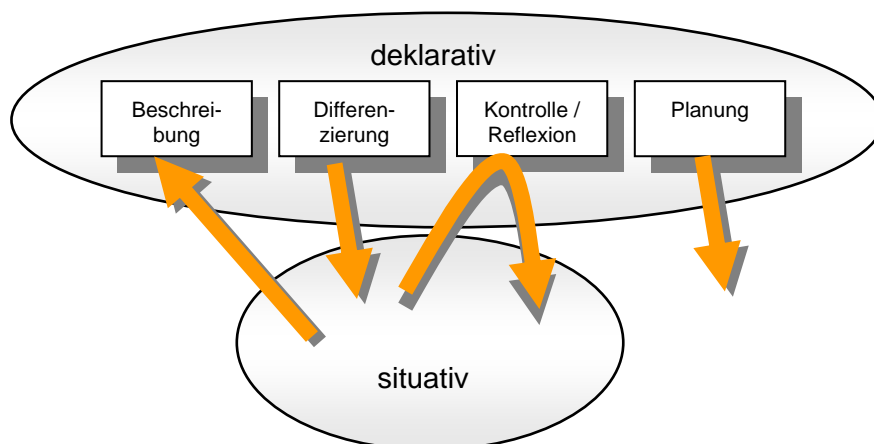 deklarativ
Beschrei-
bung
Differen-
zierung
Kontrolle /
Reflexion
Planung
situativ